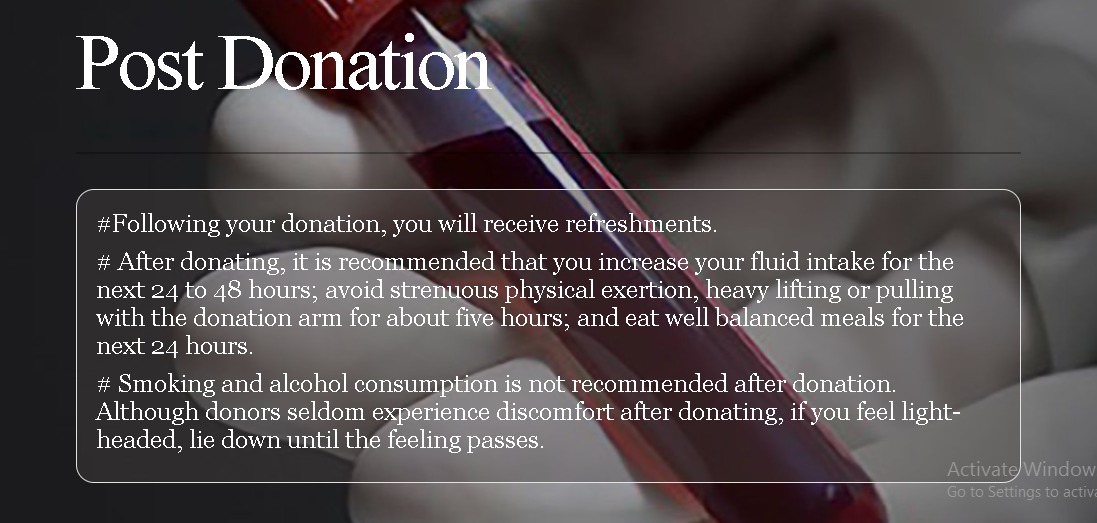 Post Donation
#Following your donation, you will receive refreshments.
# After donating, it is recommended that you increase your fluid intake for the
next 24 to 48 hours; avoid strenuous physical exertion, heavy lifting or pulling
with the donation arm for about five hours; and eat well balanced meals for the
next 24 hours.
# Smoking and alcohol consumption is not recommended after donation.
Although donors seldom experience discomfort after donating, if you feel light-
headed, lie down until the feeling passes.
Activate Window
Go to Settings to activa